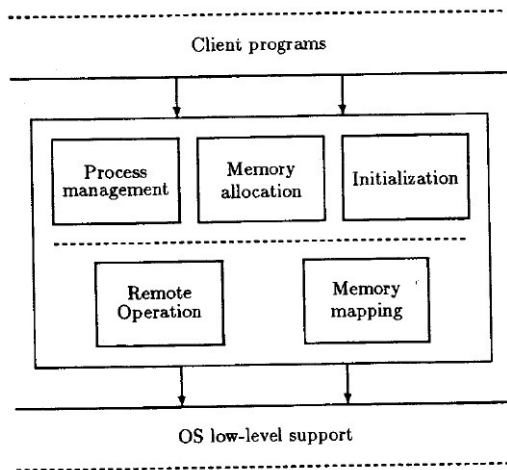 Client programs
Process
management
Memory
allocation
Initialization
Remote
Operation
Memory
mapping
OS low-level support